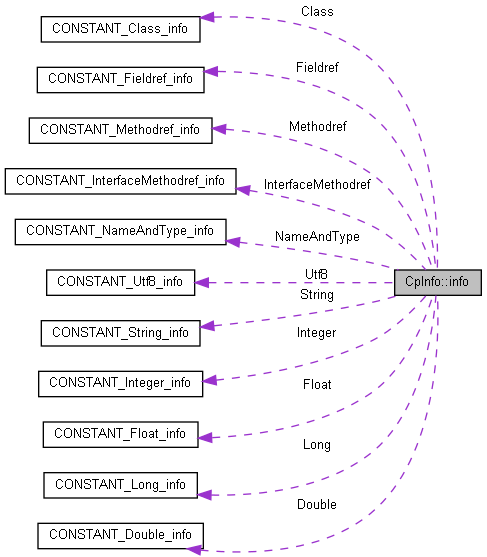 Class
CONSTANT_Class_info
Fieldref
CONSTANT_Fieldref_info
Methodref
CONSTANT_Methodref_info
InterfaceMethodref
CONSTANT_InterfaceMethodref_info
NameAndType
CONSTANT_NameAndType_info
Utf8
CONSTANT_Utf8_info
CpInfo::info
String
CONSTANT_String_info
Integer
CONSTANT_Integer_info
Float
CONSTANT_Float_info
Long
CONSTANT_Long_info
Double
CONSTANT_Double_info